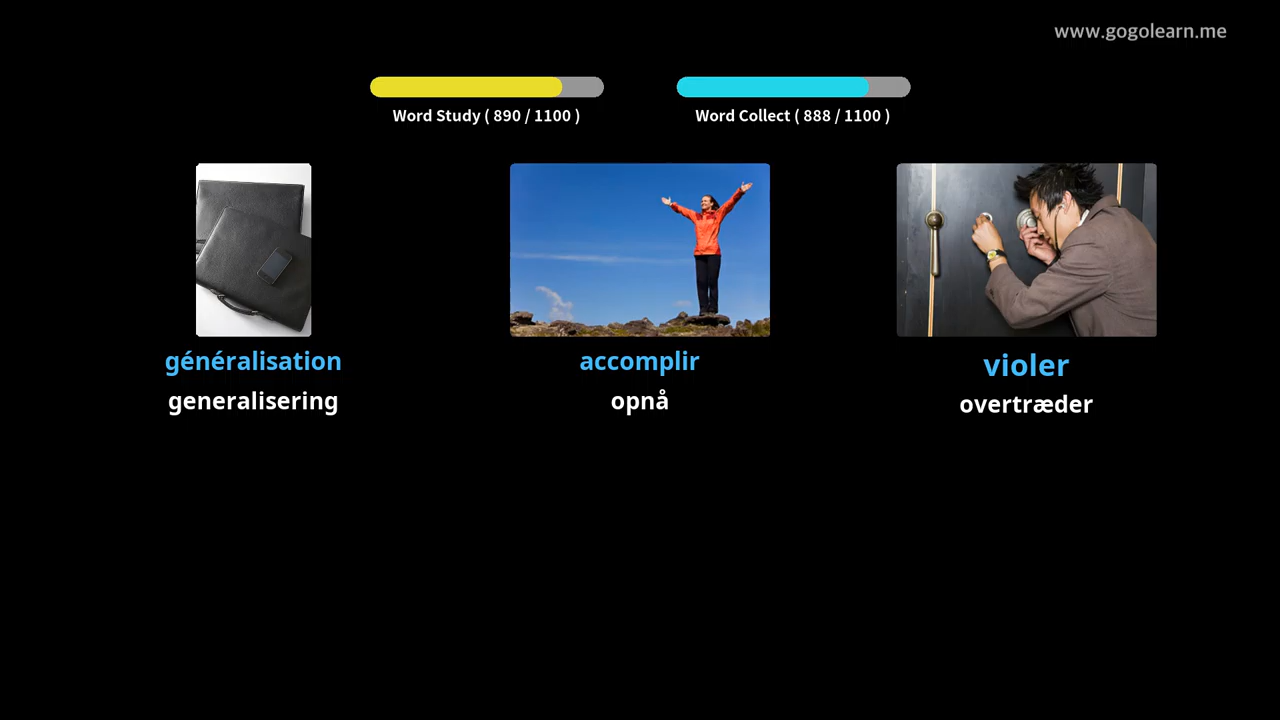 www.gogolearn.me
Word Study ( 890 / 1100 )
Word Collect ( 888 / 1100 )
généralisation
generalisering
accomplir
opnå
violer
overtræder